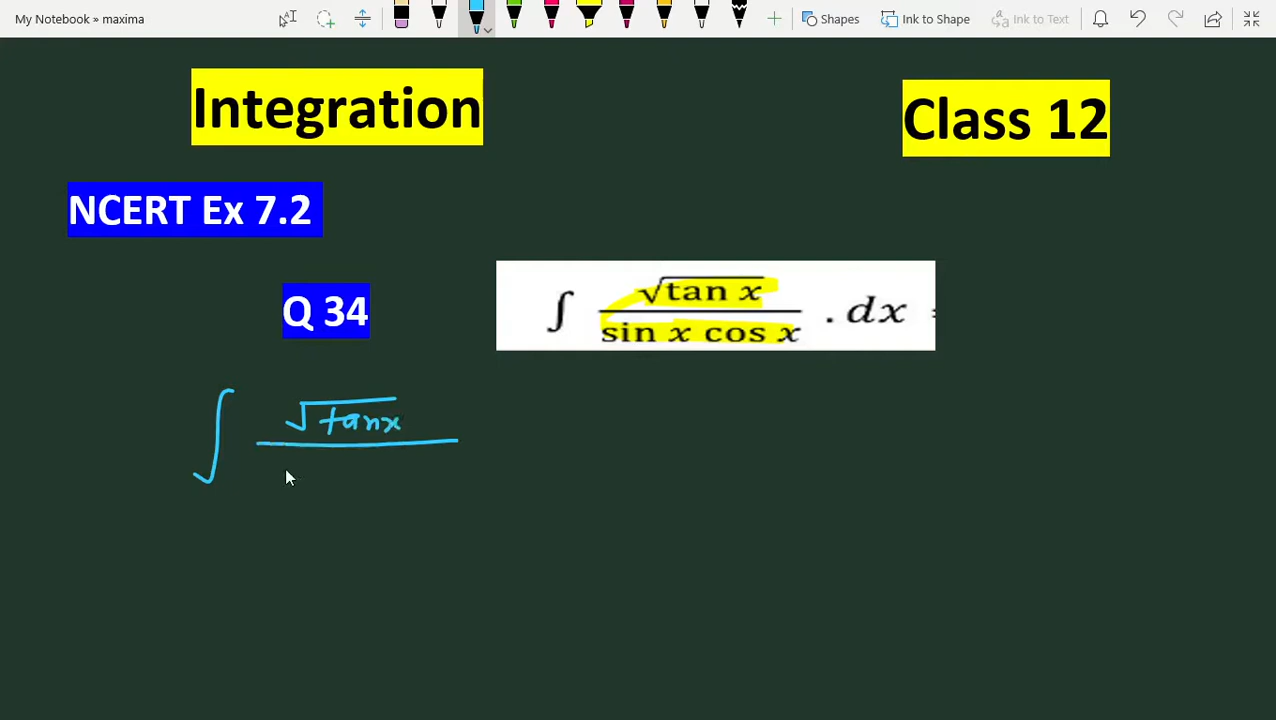 My Notebook » maxima
Shapes
Ink to Shape
Ink to Text
Integration
Class 12
NCERT Ex 7.2
Q 34
∫ √tan x / sin x cos x . dx =
∫ √tanx